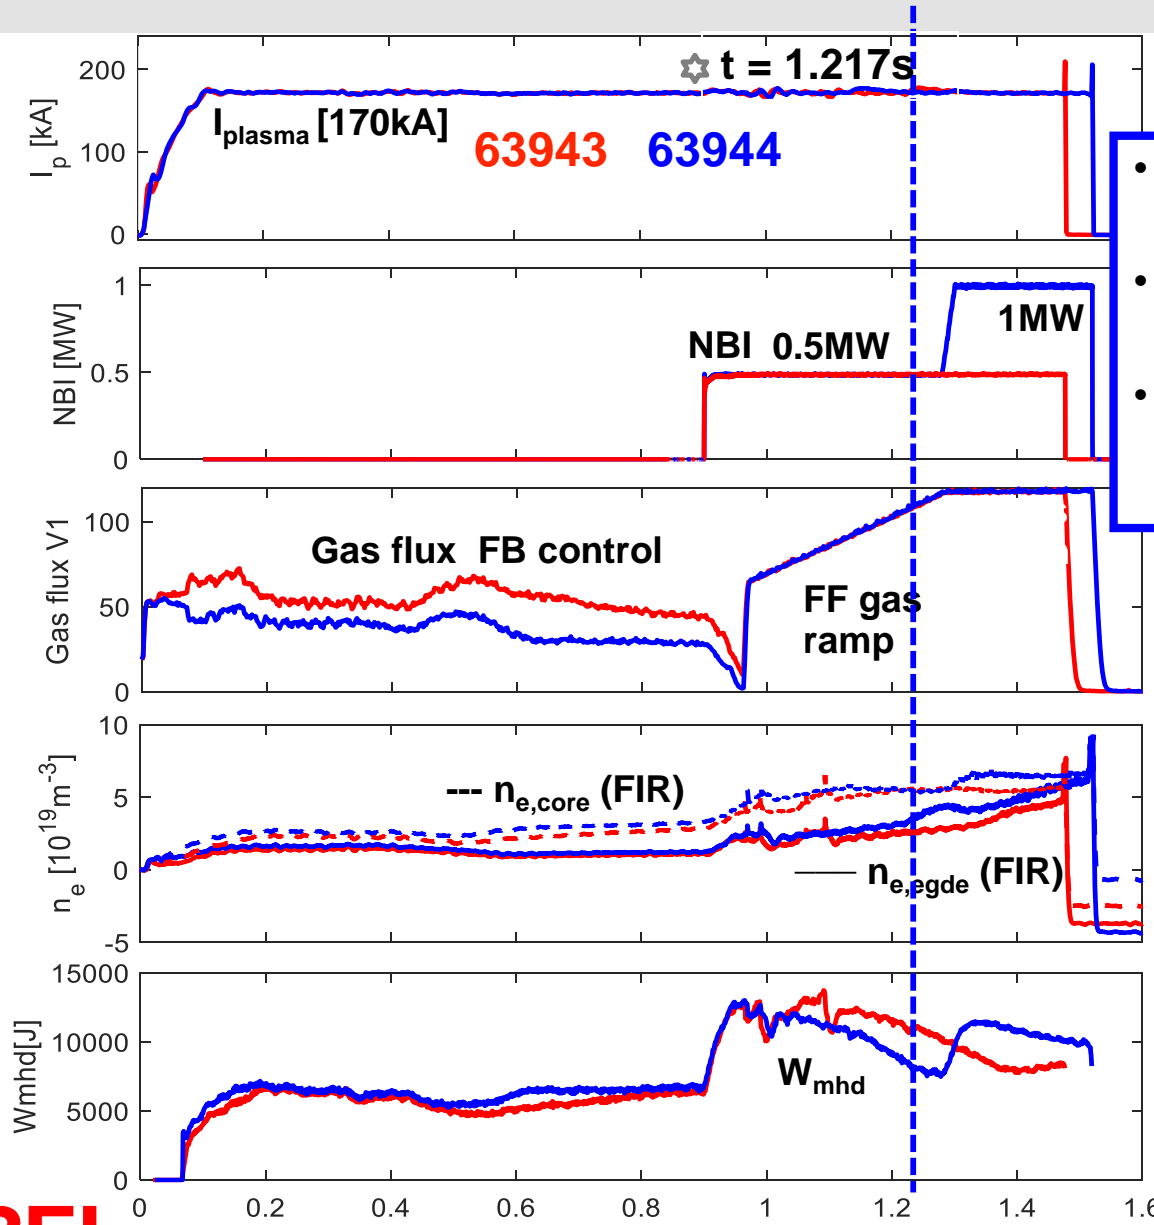 200
100
0
I_p [kA]
t = 1.217s
I_plasma [170kA]
63943 63944
•
•
•
1
0.5
0
NBI [MW]
NBI 0.5MW
1MW
100
50
0
Gas flux V1
Gas flux FB control
FF gas
ramp
10
5
0
-5
n_e [10^19 m^-3]
--- n_e,core (FIR)
—— n_e,egde (FIR)
15000
10000
5000
0
Wmhd[J]
W_mhd
0 0.2 0.4 0.6 0.8 1 1.2 1.4 1.6